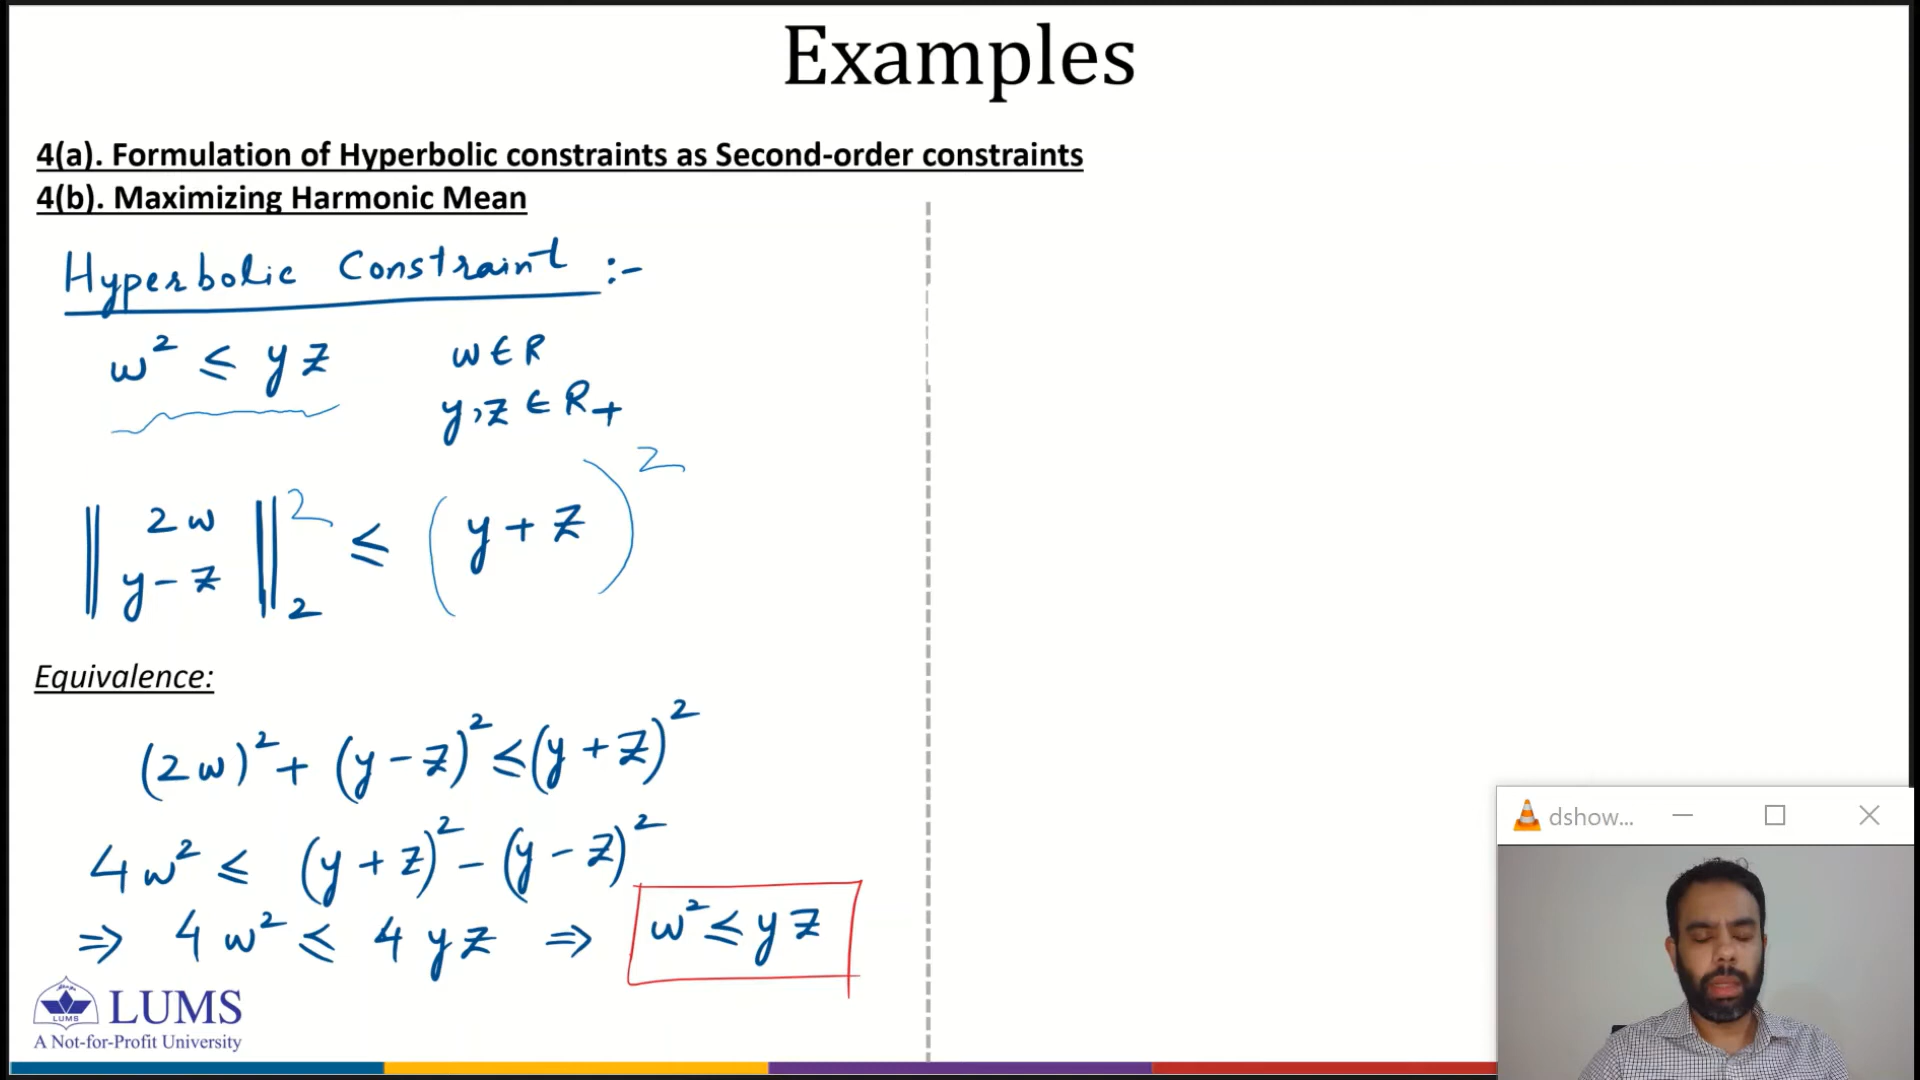 Examples
4(a). Formulation of Hyperbolic constraints as Second-order constraints
4(b). Maximizing Harmonic Mean
Hyperbolic Constraint :-
w² ≤ yz    w ∈ R
y, z ∈ R+
‖ 2w
y - z ‖₂² ≤ (y + z)²
Equivalence:
(2w)² + (y - z)² ≤ (y + z)²
4w² ≤ (y + z)² - (y - z)²
⇒ 4w² ≤ 4yz ⇒ w² ≤ yz
LUMS
LUMS
A Not-for-Profit University
dshow...